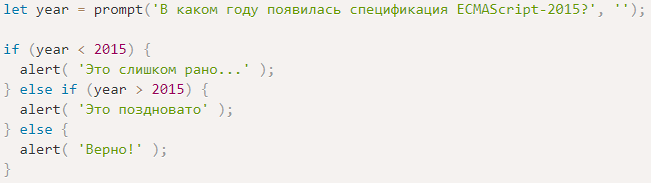 let year = prompt('В каком году появилась спецификация ECMAScript-2015?', '');
if (year < 2015) {
alert( 'Это слишком рано...' );
} else if (year > 2015) {
alert( 'Это поздновато' );
} else {
alert( 'Верно!' );
}